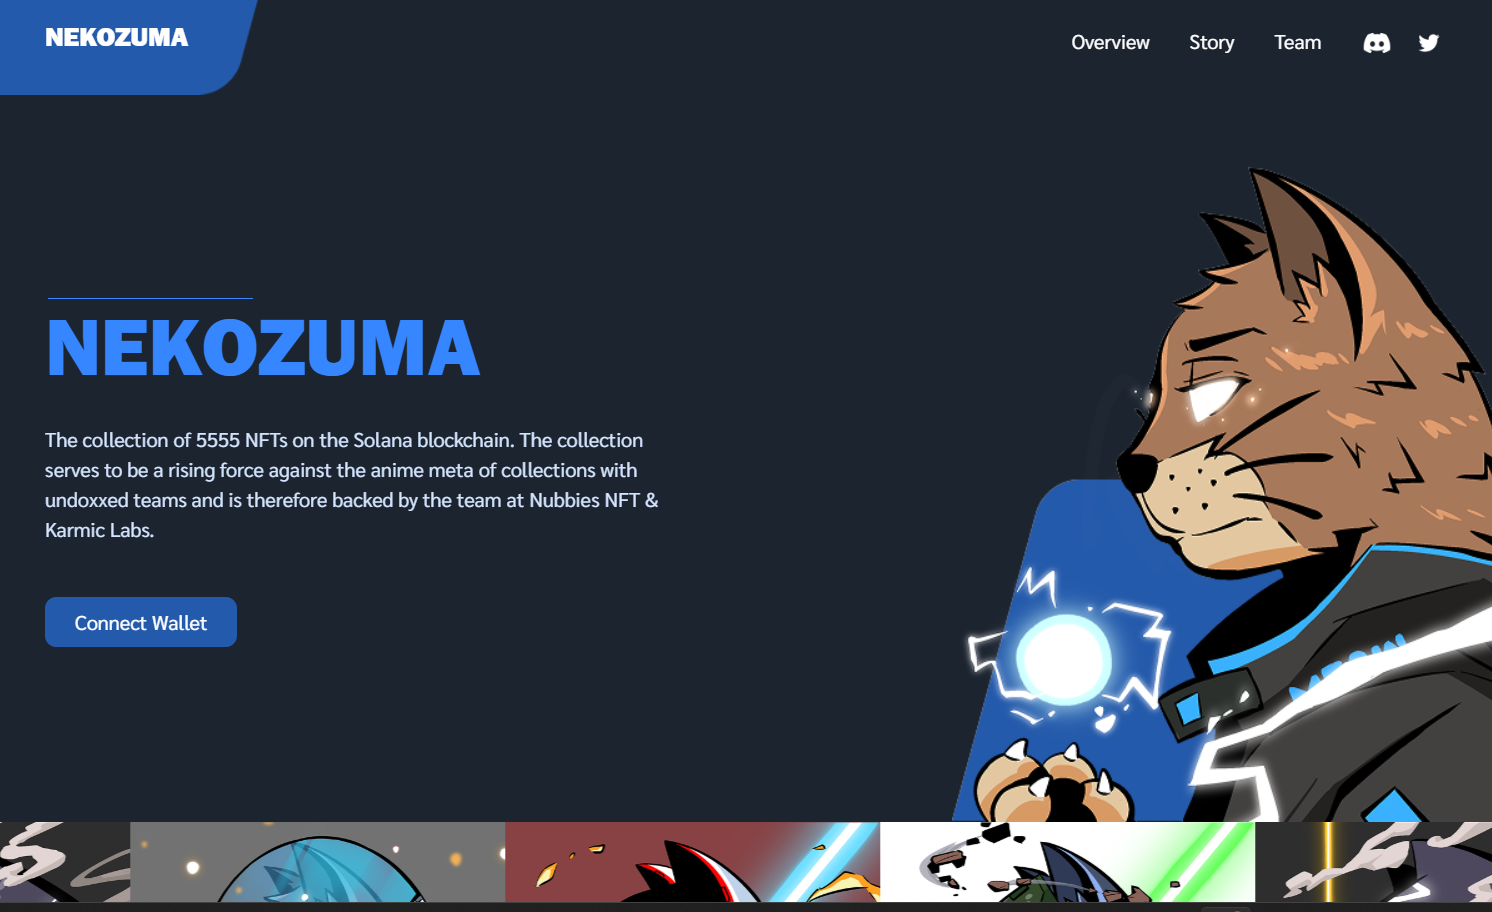 NEKOZUMA
Overview
Story
Team
NEKOZUMA
The collection of 5555 NFTs on the Solana blockchain. The collection
serves to be a rising force against the anime meta of collections with
undoxxed teams and is therefore backed by the team at Nubbies NFT &
Karmic Labs.
Connect Wallet